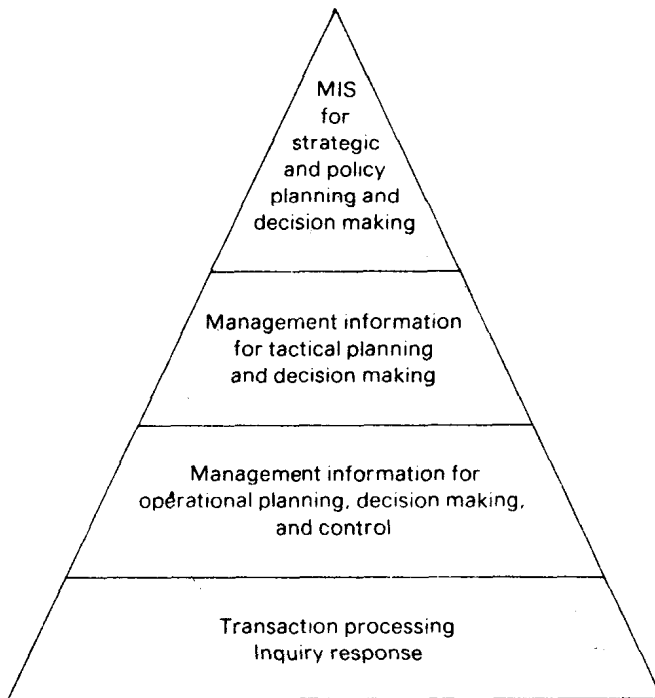 MIS
for
strategic
and policy
planning and
decision making
Management information
for tactical planning
and decision making
Management information for
operational planning, decision making,
and control
Transaction processing
Inquiry response